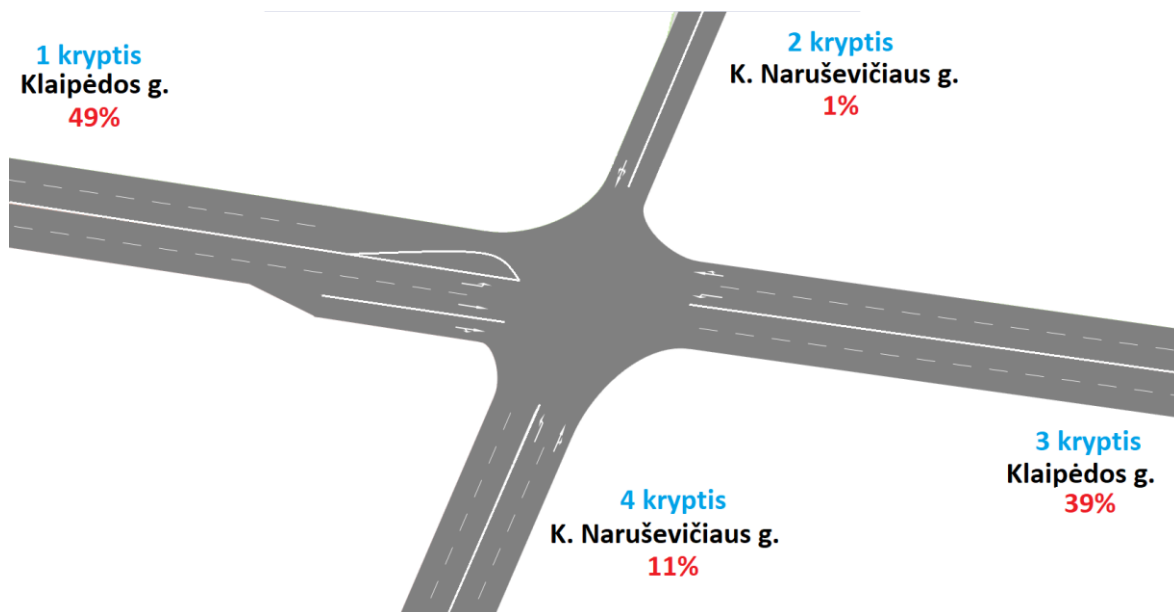 1 kryptis
Klaipėdos g.
49%
2 kryptis
K. Naruševičiaus g.
1%
3 kryptis
Klaipėdos g.
39%
4 kryptis
K. Naruševičiaus g.
11%